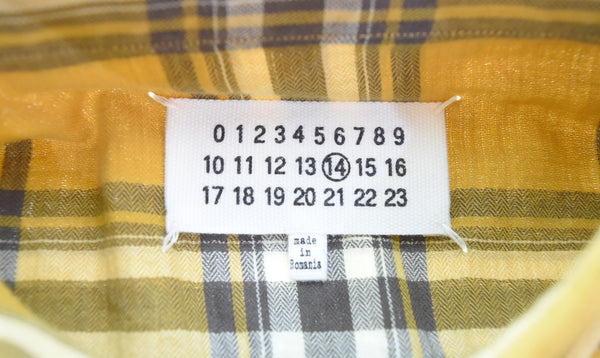 0 1 2 3 4 5 6 7 8 9
10 11 12 13 14 15 16
17 18 19 20 21 22 23
made
in
Romania